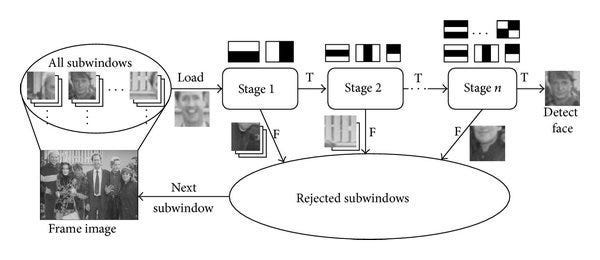 All subwindows
. . .
Load
Stage 1
T
Stage 2
T
. . .
Stage n
T
Detect
face
F
F
F
Rejected subwindows
Next
subwindow
Frame image